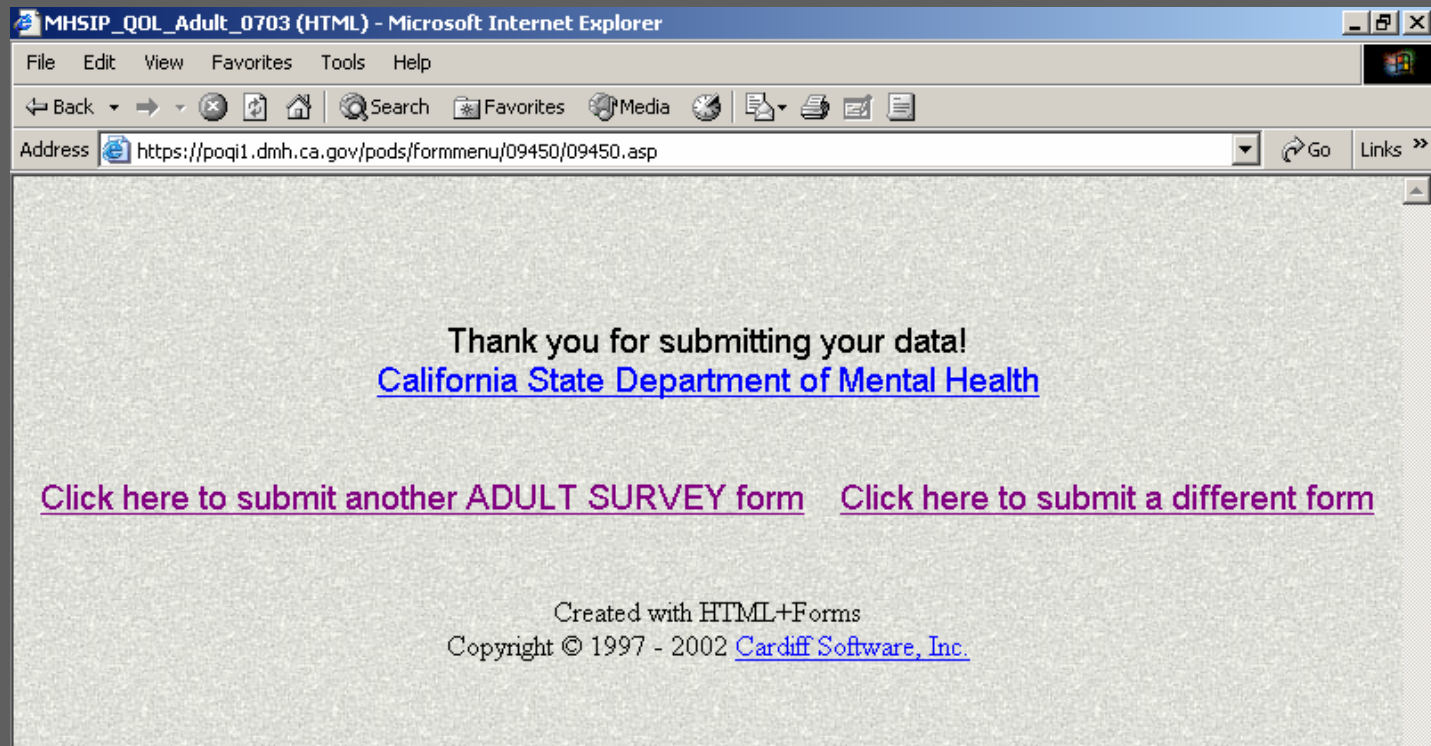 MHSIP_QOL_Adult_0703 (HTML) - Microsoft Internet Explorer
File Edit View Favorites Tools Help
Back Search Favorites Media
Address https://poqi1.dmh.ca.gov/pods/formmenu/09450/09450.asp Go Links »
Thank you for submitting your data!
California State Department of Mental Health
Click here to submit another ADULT SURVEY form Click here to submit a different form
Created with HTML+Forms
Copyright © 1997 - 2002 Cardiff Software, Inc.